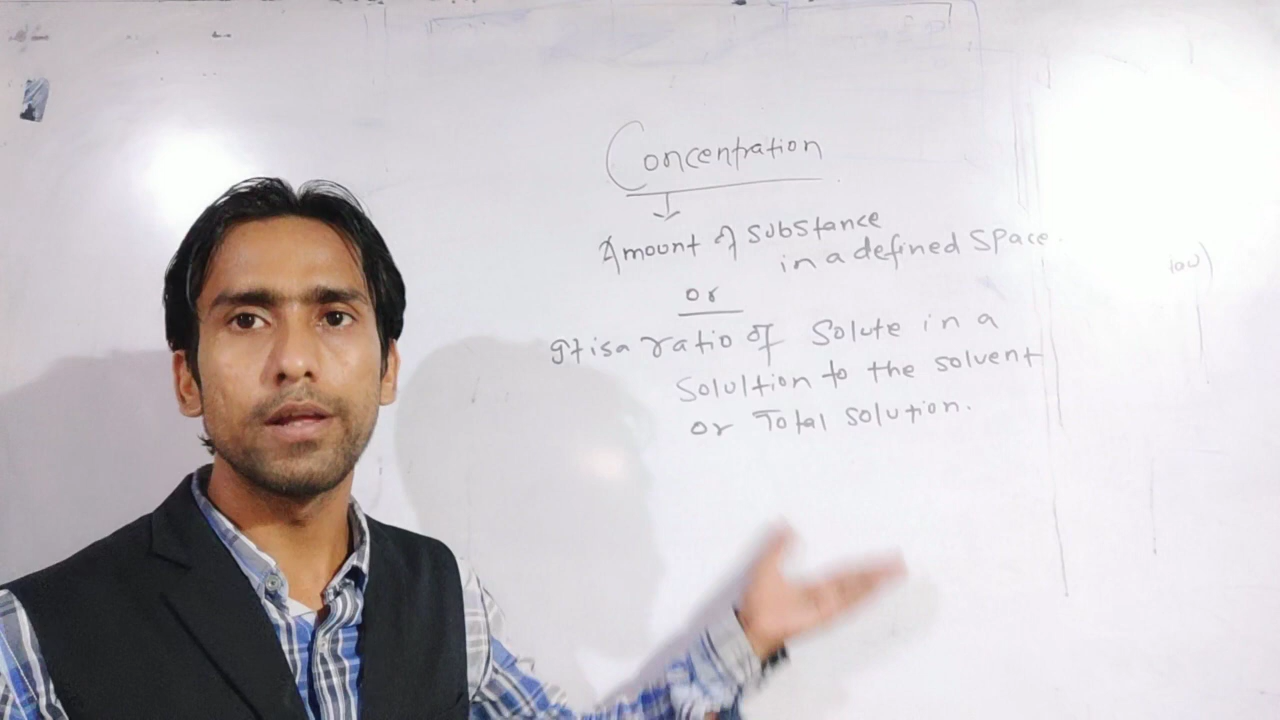 Concentration
Amount of substance
in a defined Space.
or
It is a ratio of Solute in a
Solultion to the solvent
or Total solution.